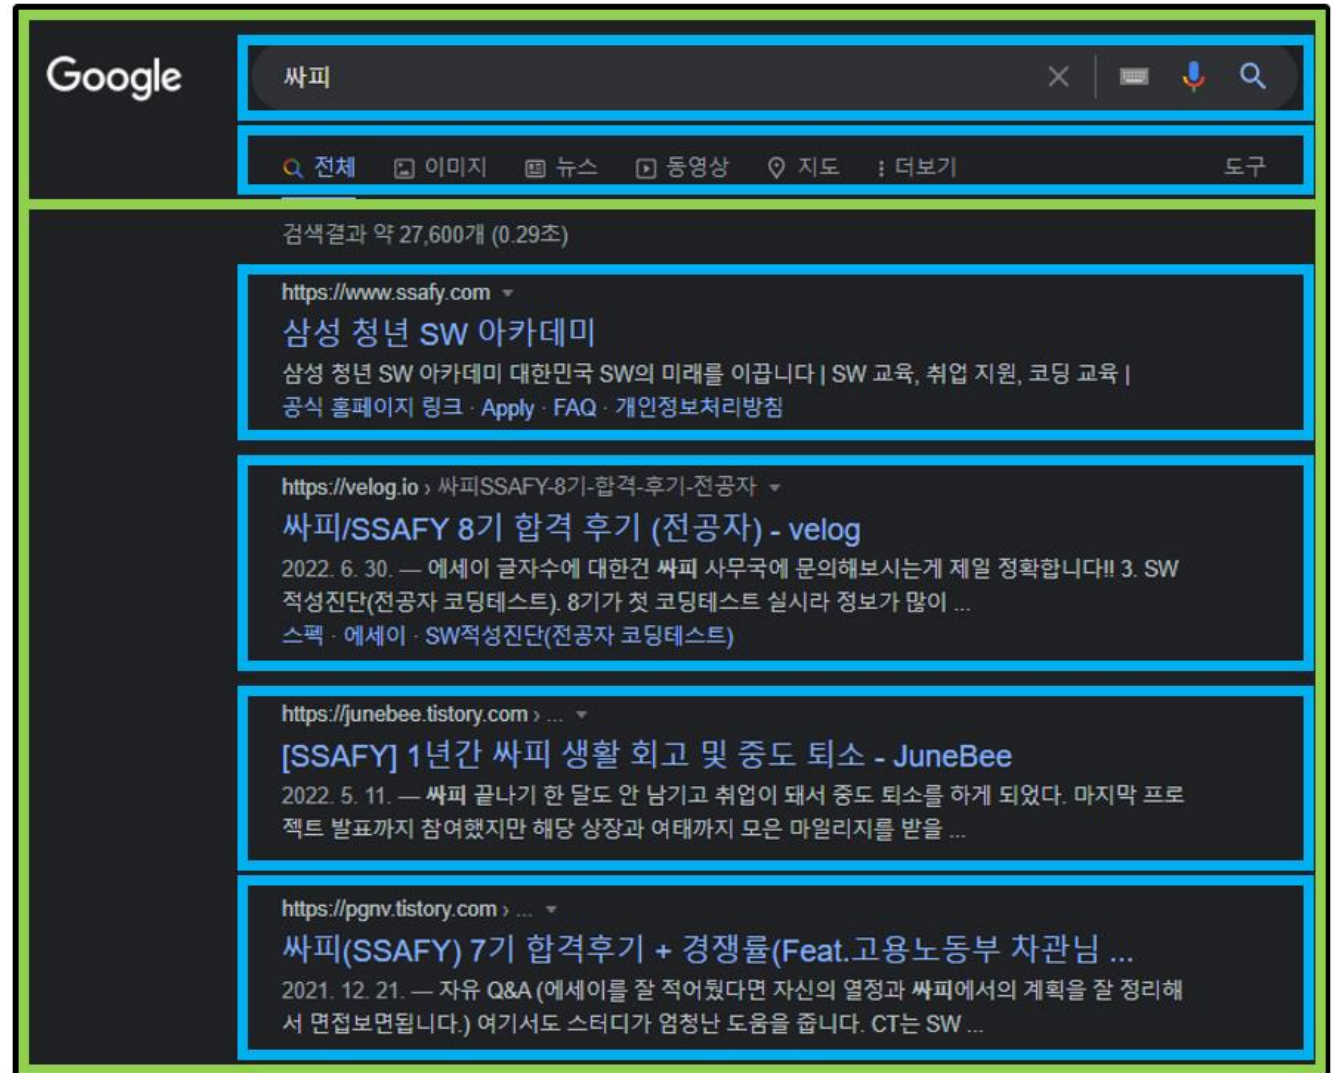 Google
싸피
전체 이미지 뉴스 동영상 지도 더보기 도구
검색결과 약 27,600개 (0.29초)
https://www.ssafy.com
삼성 청년 SW 아카데미
삼성 청년 SW 아카데미 대한민국 SW의 미래를 이끕니다 | SW 교육, 취업 지원, 코딩 교육 |
공식 홈페이지 링크 · Apply · FAQ · 개인정보처리방침
https://velog.io › 싸피SSAFY-8기-합격-후기-전공자
싸피/SSAFY 8기 합격 후기 (전공자) - velog
2022. 6. 30. — 에세이 글자수에 대한건 싸피 사무국에 문의해보시는게 제일 정확합니다!! 3. SW
적성진단(전공자 코딩테스트). 8기가 첫 코딩테스트 실시라 정보가 많이 ...
스펙 · 에세이 · SW적성진단(전공자 코딩테스트)
https://junebee.tistory.com › ...
[SSAFY] 1년간 싸피 생활 회고 및 중도 퇴소 - JuneBee
2022. 5. 11. — 싸피 끝나기 한 달도 안 남기고 취업이 돼서 중도 퇴소를 하게 되었다. 마지막 프로
젝트 발표까지 참여했지만 해당 상장과 여태까지 모은 마일리지를 받을 ...
https://pgnv.tistory.com › ...
싸피(SSAFY) 7기 합격후기 + 경쟁률(Feat.고용노동부 차관님 ...
2021. 12. 21. — 자유 Q&A (에세이를 잘 적어뒀다면 자신의 열정과 싸피에서의 계획을 잘 정리해
서 면접보면됩니다.) 여기서도 스터디가 엄청난 도움을 줍니다. CT는 SW ...